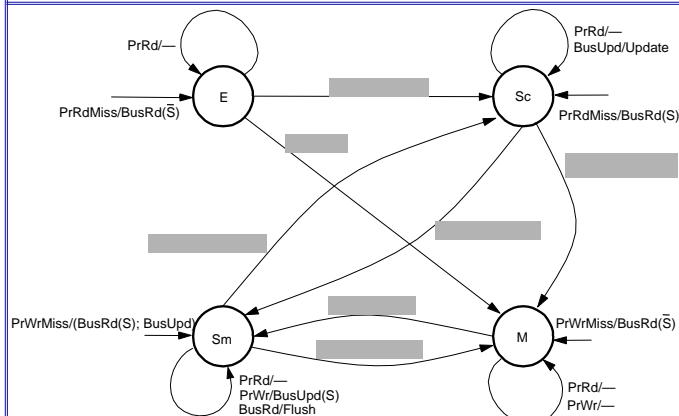 PrRd/—
PrRd/—
BusUpd/Update
E
Sc
PrRdMiss/BusRd(S̄)
PrRdMiss/BusRd(S)
PrWrMiss/(BusRd(S); BusUpd)
Sm
M
PrWrMiss/BusRd(S̄)
PrRd/—
PrWr/BusUpd(S)
BusRd/Flush
PrRd/—
PrWr/—